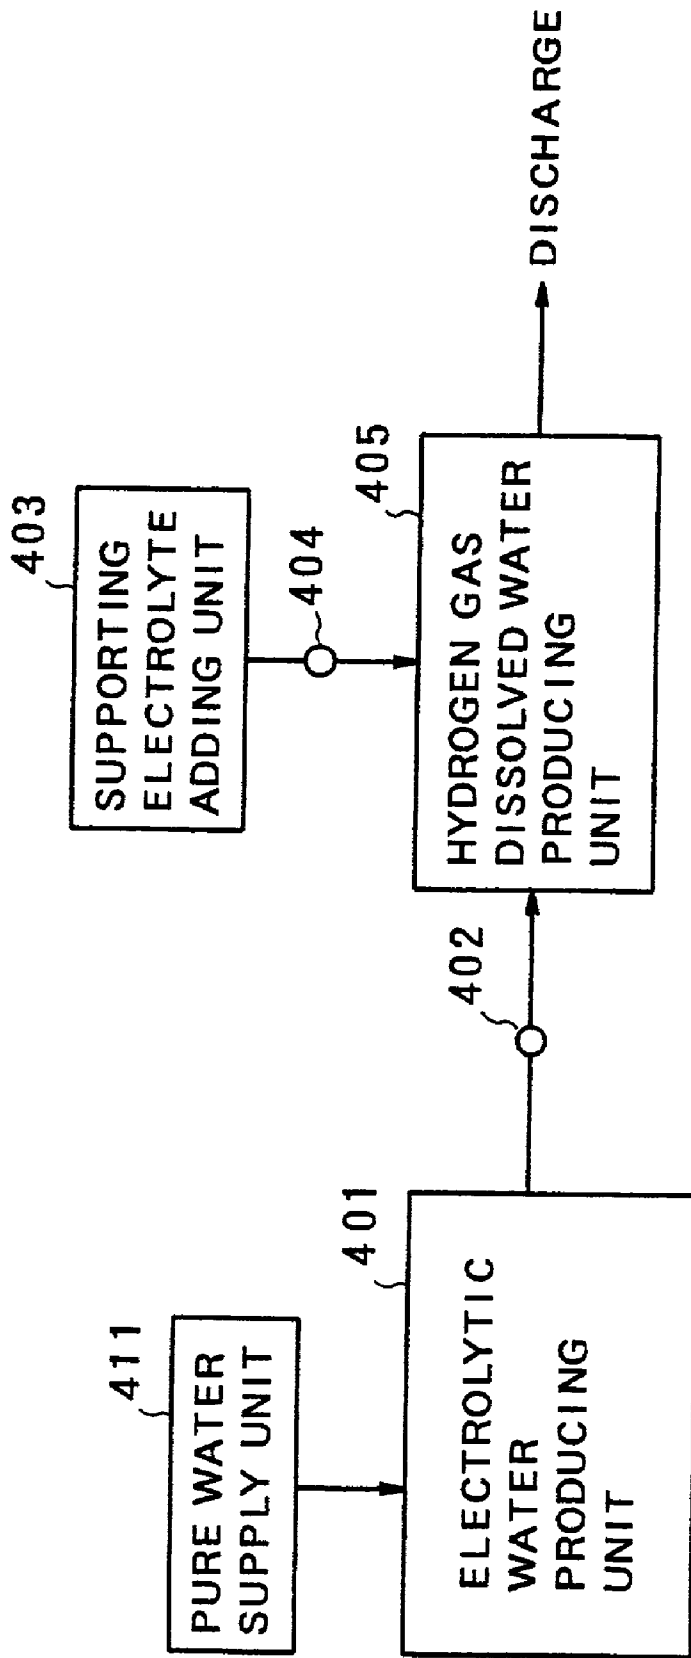 411
PURE WATER
SUPPLY UNIT
401
ELECTROLYTIC
WATER
PRODUCING
UNIT
402
403
SUPPORTING
ELECTROLYTE
ADDING UNIT
404
405
HYDROGEN GAS
DISSOLVED WATER
PRODUCING
UNIT
DISCHARGE